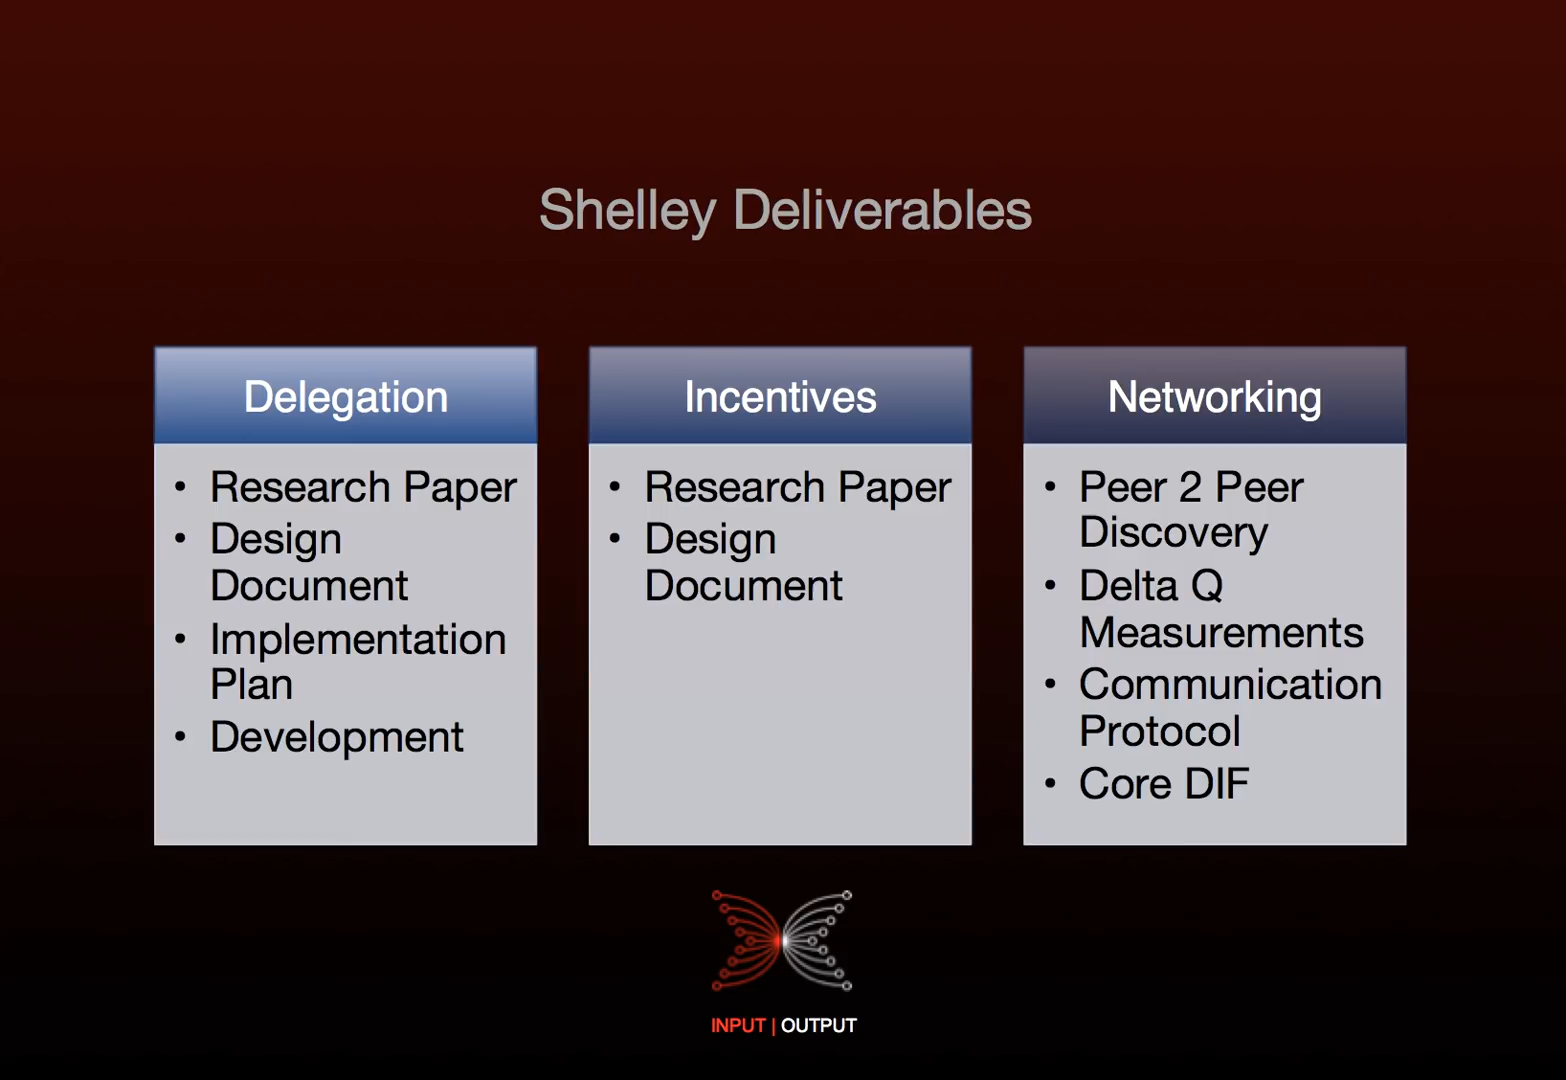 Shelley Deliverables
Delegation
• Research Paper
• Design
Document
• Implementation
Plan
• Development
Incentives
• Research Paper
• Design
Document
Networking
• Peer 2 Peer
Discovery
• Delta Q
Measurements
• Communication
Protocol
• Core DIF
INPUT | OUTPUT